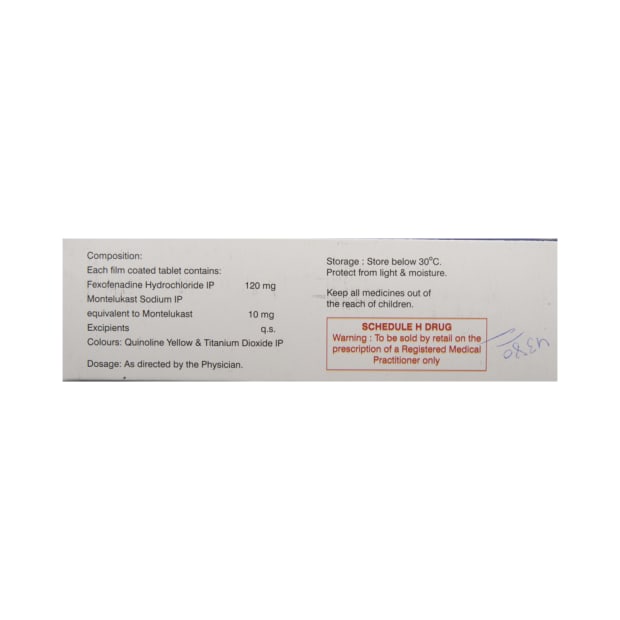 Composition:
Each film coated tablet contains:
Fexofenadine Hydrochloride IP 120 mg
Montelukast Sodium IP
equivalent to Montelukast 10 mg
Excipients q.s.
Colours: Quinoline Yellow & Titanium Dioxide IP
Dosage: As directed by the Physician.
Storage : Store below 30°C.
Protect from light & moisture.
Keep all medicines out of
the reach of children.
SCHEDULE H DRUG
Warning : To be sold by retail on the
prescription of a Registered Medical
Practitioner only